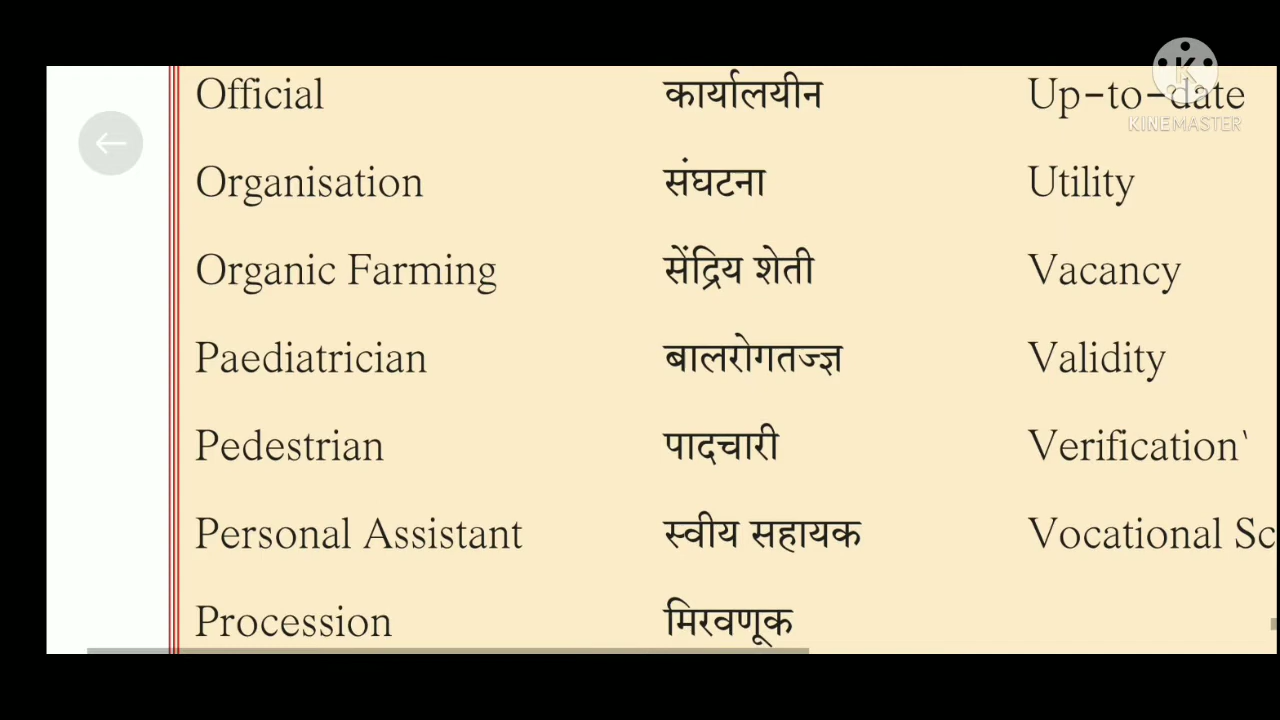 Official कार्यालयीन Up-to-date
KINEMASTER
Organisation संघटना Utility
Organic Farming सेंद्रिय शेती Vacancy
Paediatrician बालरोगतज्ज्ञ Validity
Pedestrian पादचारी Verification`
Personal Assistant स्वीय सहायक Vocational Sc
Procession मिरवणूक